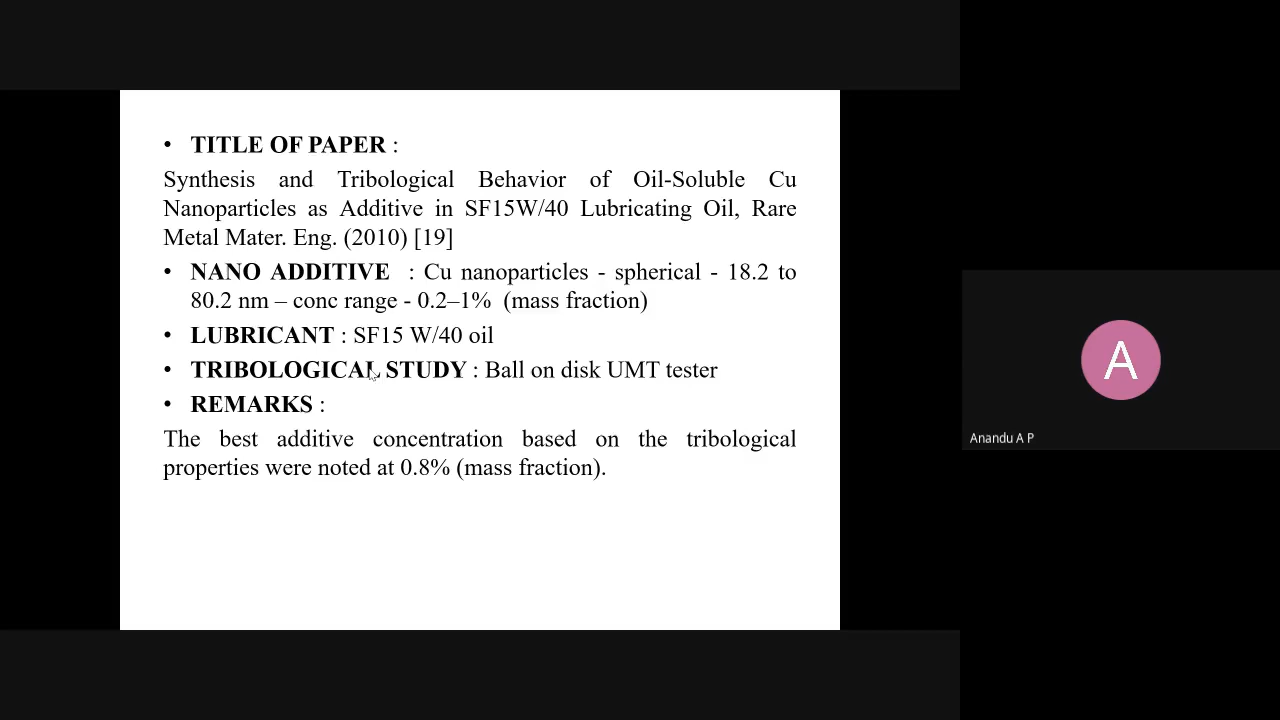 • TITLE OF PAPER :
Synthesis and Tribological Behavior of Oil-Soluble Cu
Nanoparticles as Additive in SF15W/40 Lubricating Oil, Rare
Metal Mater. Eng. (2010) [19]
• NANO ADDITIVE : Cu nanoparticles - spherical - 18.2 to
80.2 nm – conc range - 0.2–1% (mass fraction)
• LUBRICANT : SF15 W/40 oil
• TRIBOLOGICAL STUDY : Ball on disk UMT tester
• REMARKS :
The best additive concentration based on the tribological
properties were noted at 0.8% (mass fraction).
A
Anandu A P